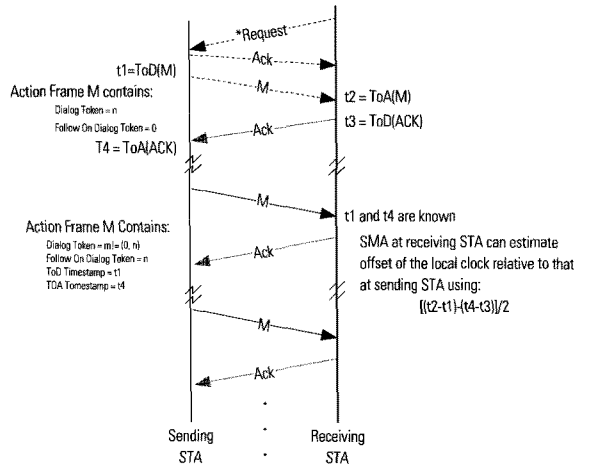 *Request
Ack
t1=ToD(M)
M
Action Frame M contains:
t2 = ToA(M)
Dialog Token = n
Follow On Dialog Token = 0
t3 = ToD(ACK)
Ack
T4 = ToA(ACK)
M
t1 and t4 are known
Action Frame M Contains:
Dialog Token = m != (0, n)
Follow On Dialog Token = n
ToD Timestamp = t1
TOA Tomestamp = t4
Ack
SMA at receiving STA can estimate
offset of the local clock relative to that
at sending STA using:
[(t2-t1)-(t4-t3)]/2
M
Ack
Sending
STA
Receiving
STA